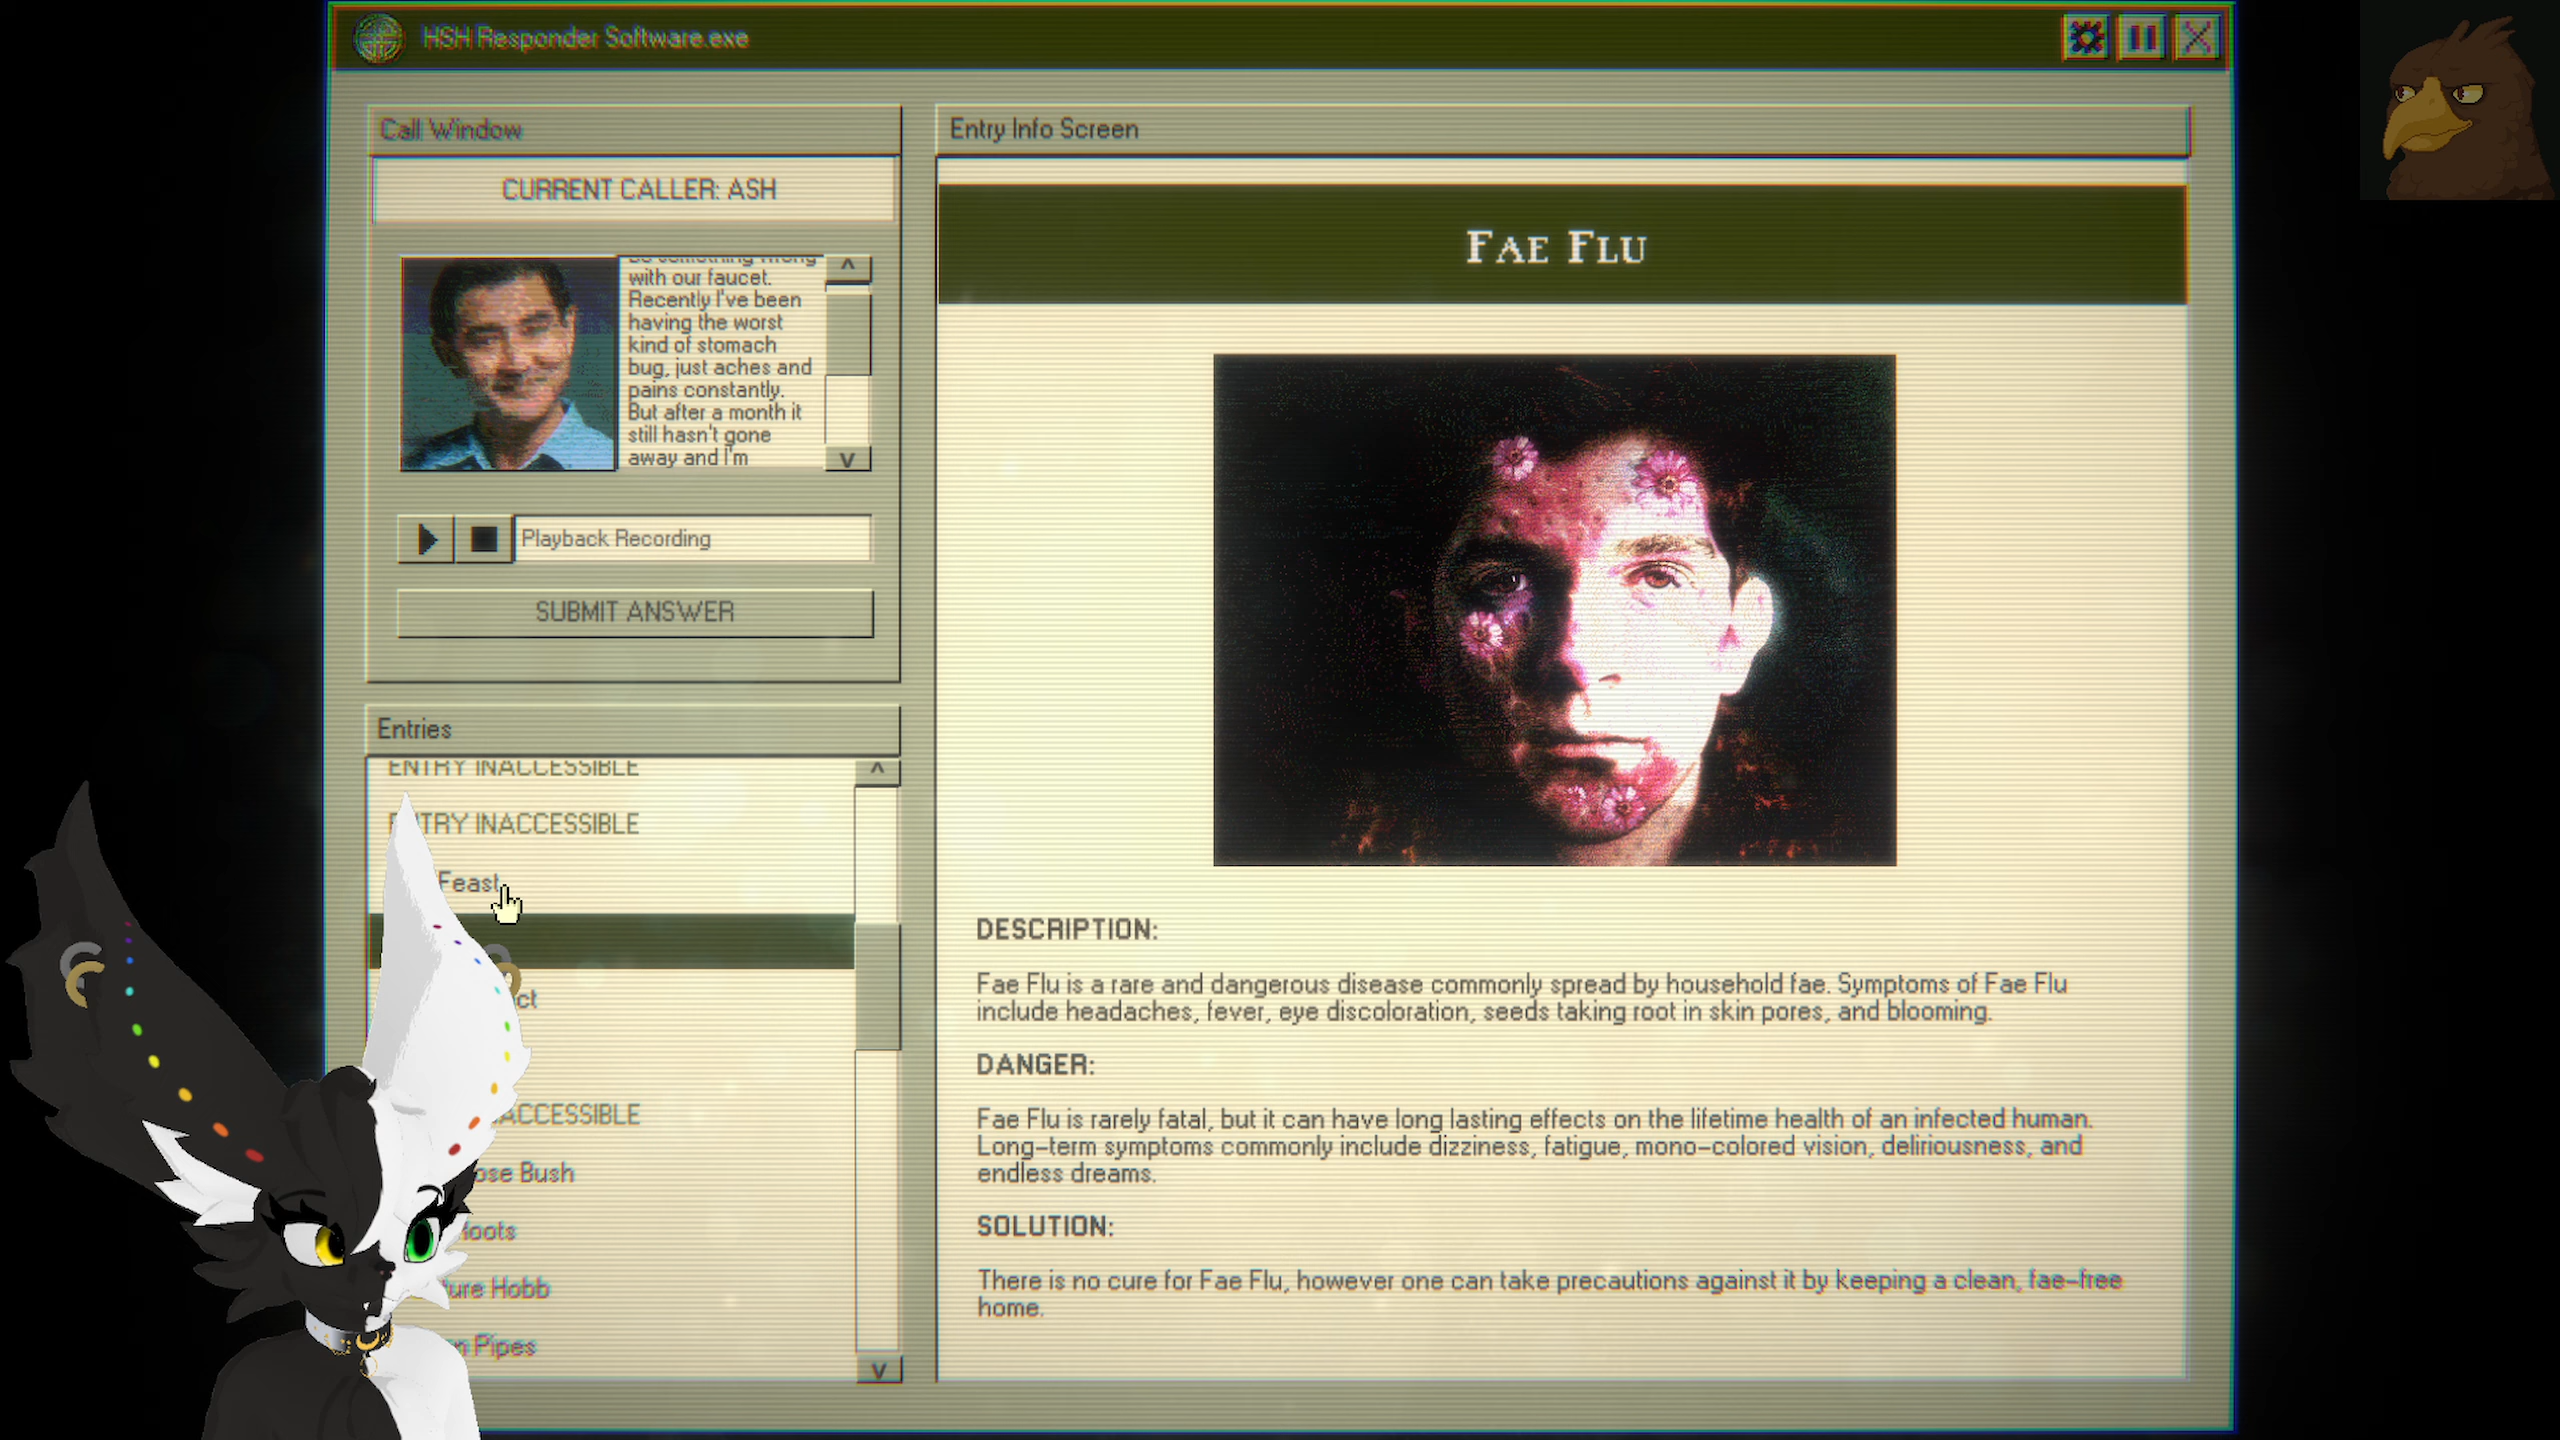 HSH Responder Software.exe
Call Window
CURRENT CALLER: ASH
with our faucet.
Recently I've been
having the worst
kind of stomach
bug, just aches and
pains constantly.
But after a month it
still hasn't gone
away and I'm
Playback Recording
SUBMIT ANSWER
Entries
ENTRY INACCESSIBLE
ENTRY INACCESSIBLE
Feast
ct
ACCESSIBLE
ose Bush
Roots
ure Hobb
n Pipes
Entry Info Screen
FAE FLU
DESCRIPTION:
Fae Flu is a rare and dangerous disease commonly spread by household fae. Symptoms of Fae Flu
include headaches, fever, eye discoloration, seeds taking root in skin pores, and blooming.
DANGER:
Fae Flu is rarely fatal, but it can have long lasting effects on the lifetime health of an infected human.
Long-term symptoms commonly include dizziness, fatigue, mono-colored vision, deliriousness, and
endless dreams.
SOLUTION:
There is no cure for Fae Flu, however one can take precautions against it by keeping a clean, fae-free
home.